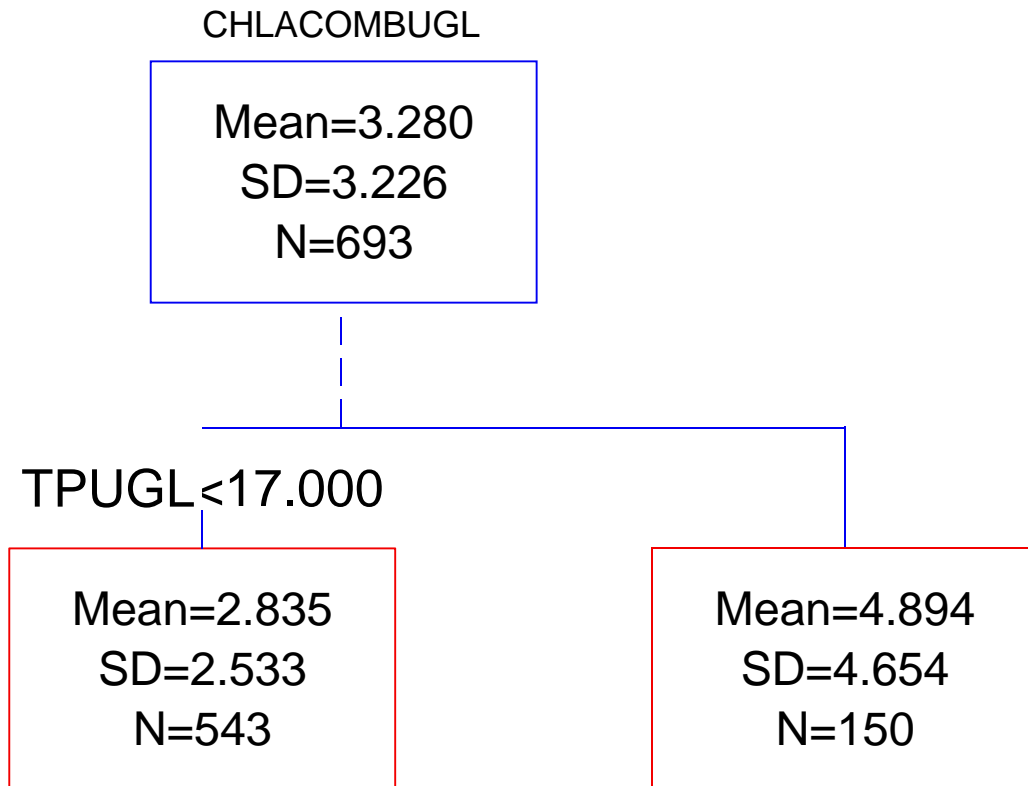 CHLACOMBUGL
Mean=3.280
SD=3.226
N=693
TPUGL<17.000
Mean=2.835
SD=2.533
N=543
Mean=4.894
SD=4.654
N=150